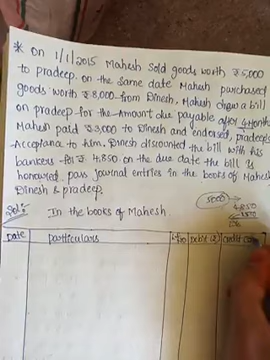 * On 1/1/2015 Mahesh sold goods worth ₹5,000
to pradeep. on the same date Mahesh purchased
goods worth ₹.8,000 from Dinesh, Mahesh drew a bill
on pradeep for the amount due payable after 4 months
Mahesh paid ₹3,000 to Dinesh and endorsed, pradeep's
Acceptance to him, Dinesh discounted the bill with his
bankers for ₹ 4,850. on the due date the bill is
honoured. pass journal entries in the books of Mahesh
Dinesh & pradeep.
5000
4,850
Sol:- In the books of Mahesh
Date particulars debit (₹) credit